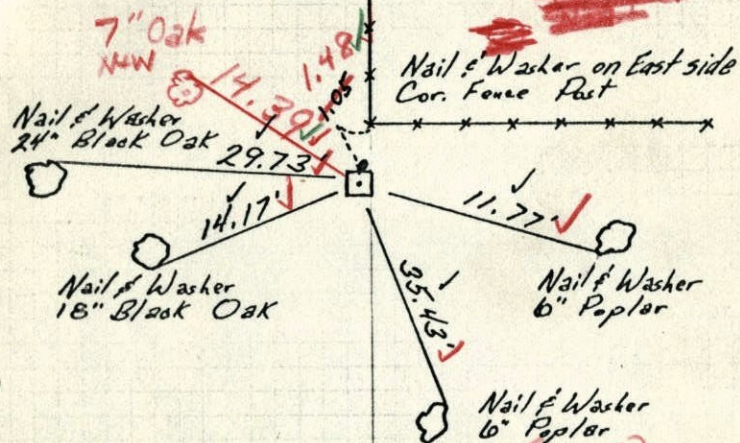 7" Oak
N&W
14.39'
1.48
1.05
Nail & Washer on East side
Cor. Fence Post
Nail & Washer
24" Black Oak
29.73'
14.17'
11.77'
Nail & Washer
18" Black Oak
Nail & Washer
6" Poplar
35.43'
Nail & Washer
6" Poplar